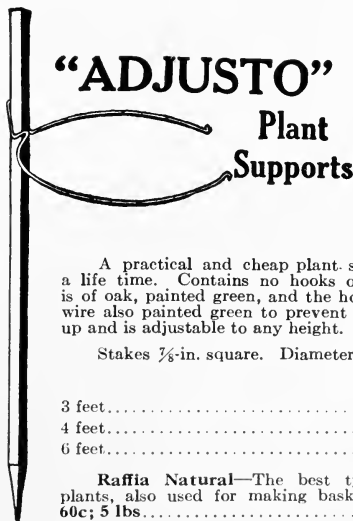 “ADJUSTO”
Plant
Supports
A practical and cheap plant
a life time. Contains no hooks
is of oak, painted green, and the
wire also painted green to prevent
up and is adjustable to any height.
Stakes ⅞-in. square. Diameter
3 feet
4 feet
6 feet
Raffia Natural—The best
plants, also used for making
60c; 5 lbs